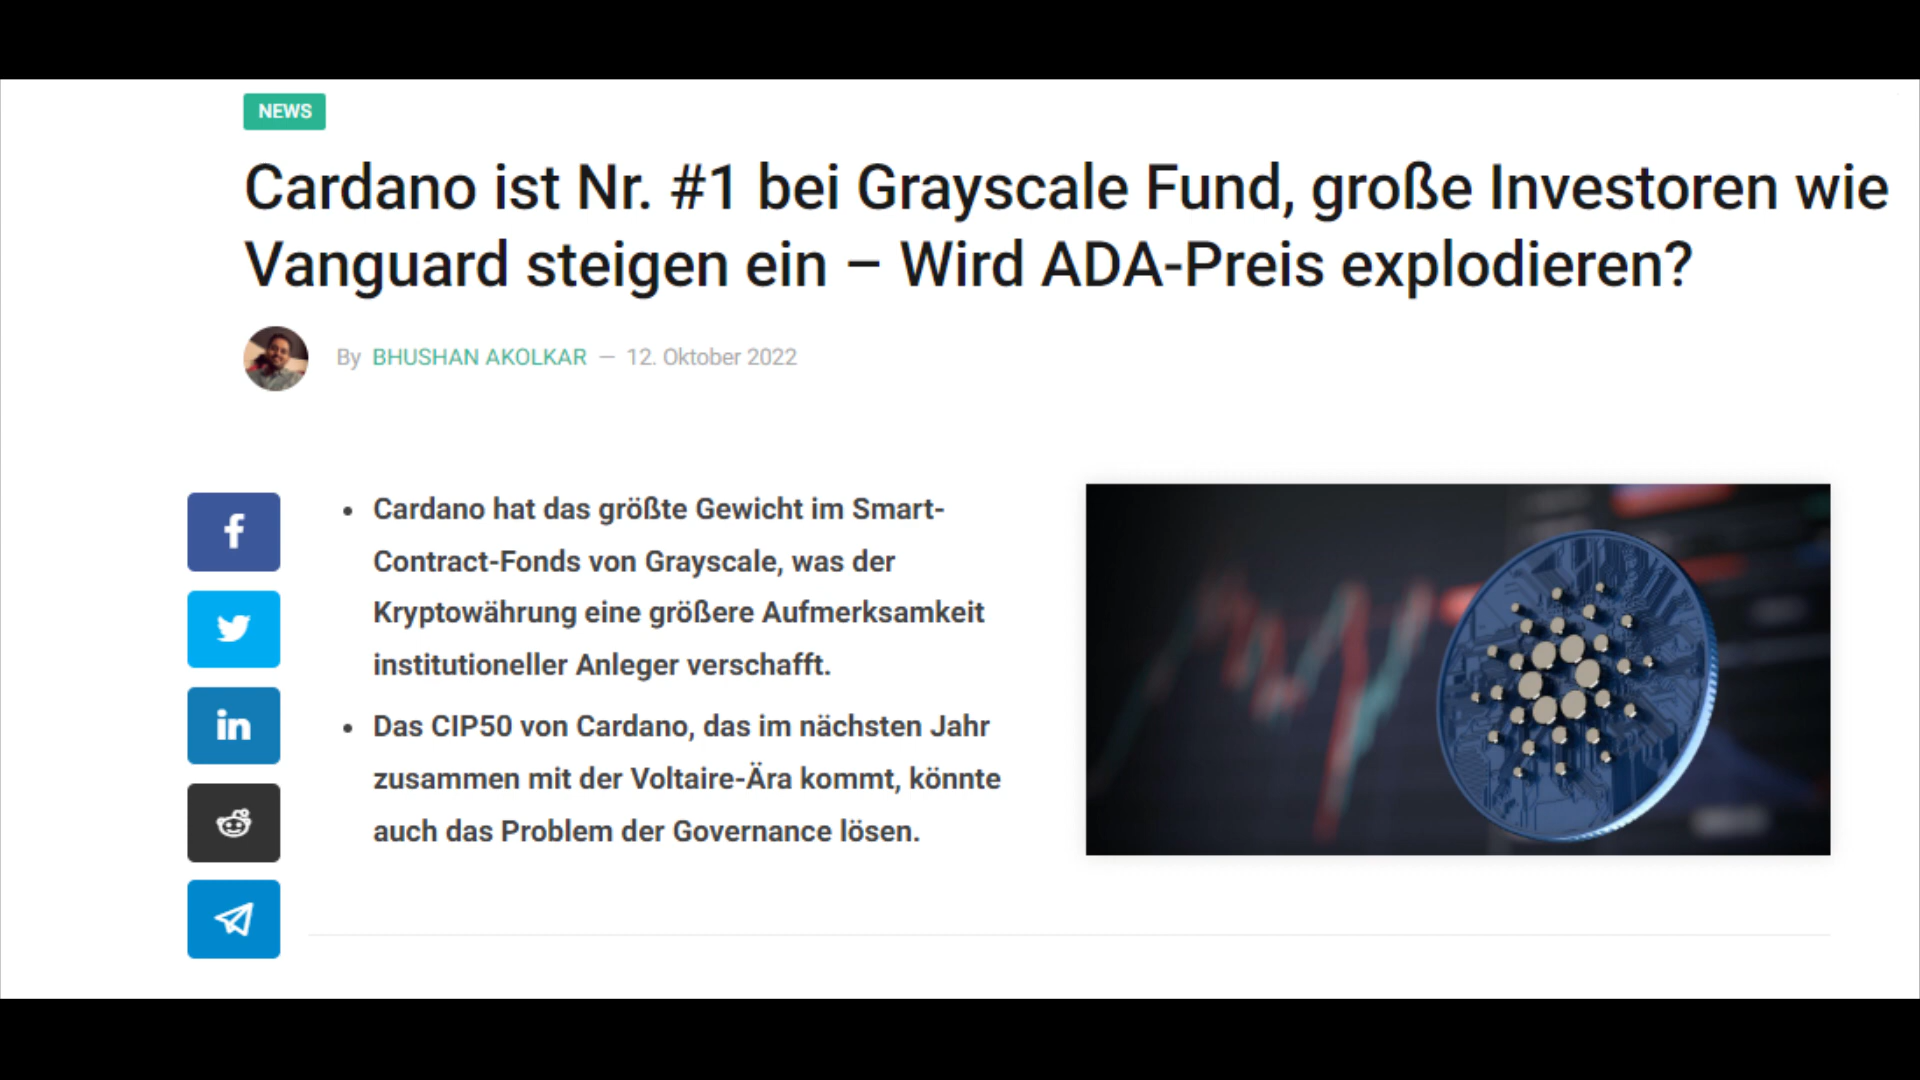 NEWS
Cardano ist Nr. #1 bei Grayscale Fund, große Investoren wie
Vanguard steigen ein – Wird ADA-Preis explodieren?
By BHUSHAN AKOLKAR — 12. Oktober 2022
• Cardano hat das größte Gewicht im Smart-
Contract-Fonds von Grayscale, was der
Kryptowährung eine größere Aufmerksamkeit
institutioneller Anleger verschafft.
• Das CIP50 von Cardano, das im nächsten Jahr
zusammen mit der Voltaire-Ära kommt, könnte
auch das Problem der Governance lösen.